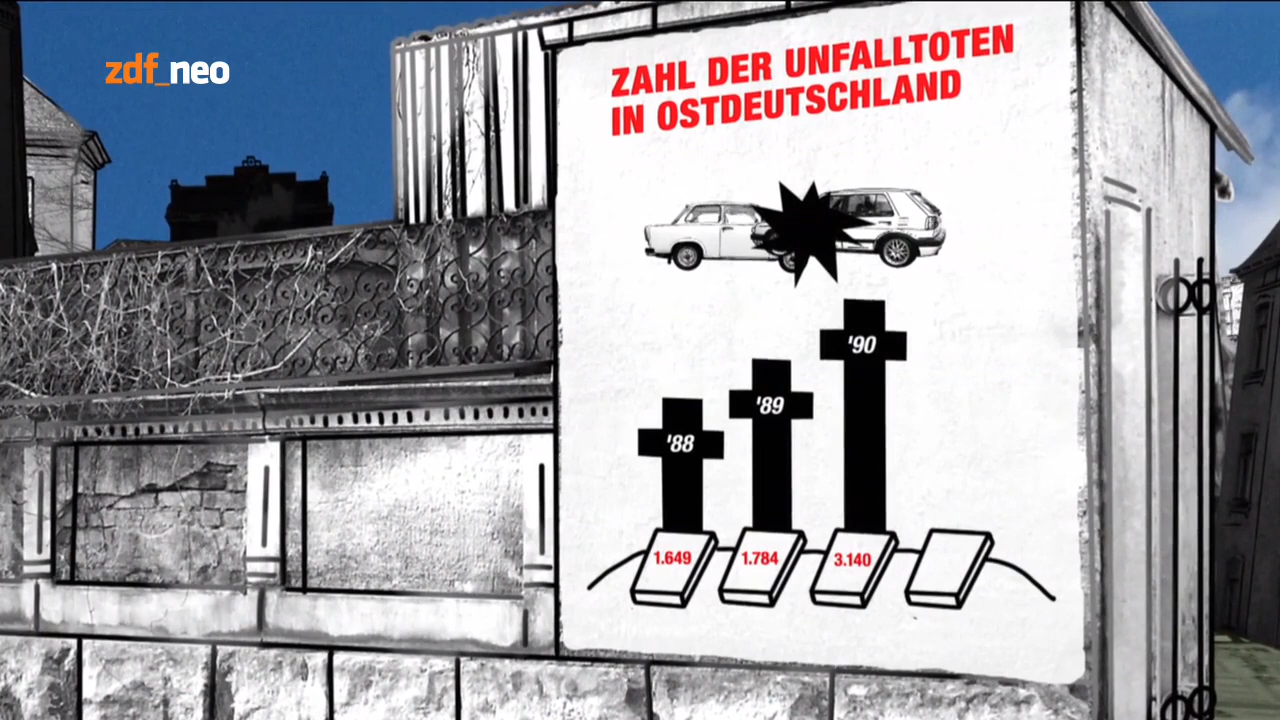 zdf_neo
ZAHL DER UNFALLTOTEN
IN OSTDEUTSCHLAND
'88
'89
'90
1.649
1.784
3.140